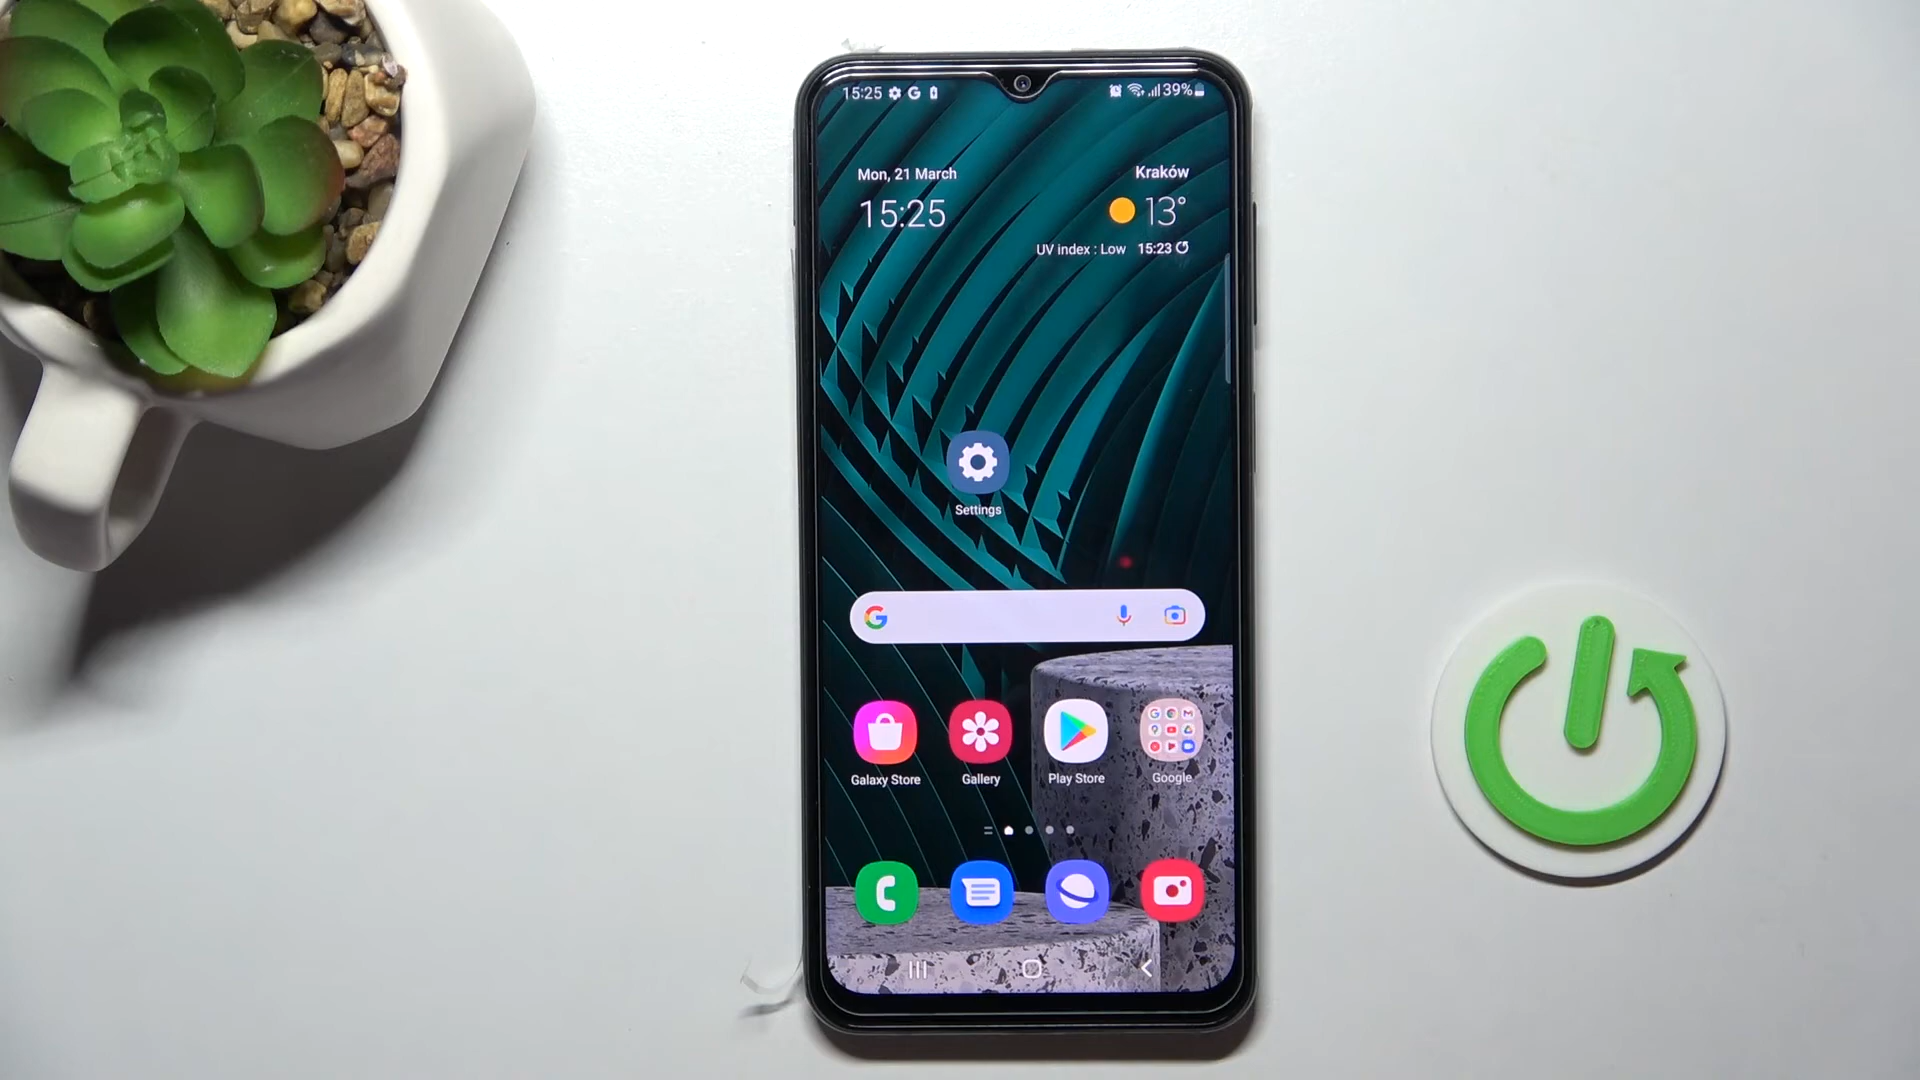 15:25 G 39%
Mon, 21 March
Kraków
15:25
13°
UV index : Low 15:23
Settings
G
Galaxy Store
Gallery
Play Store
Google